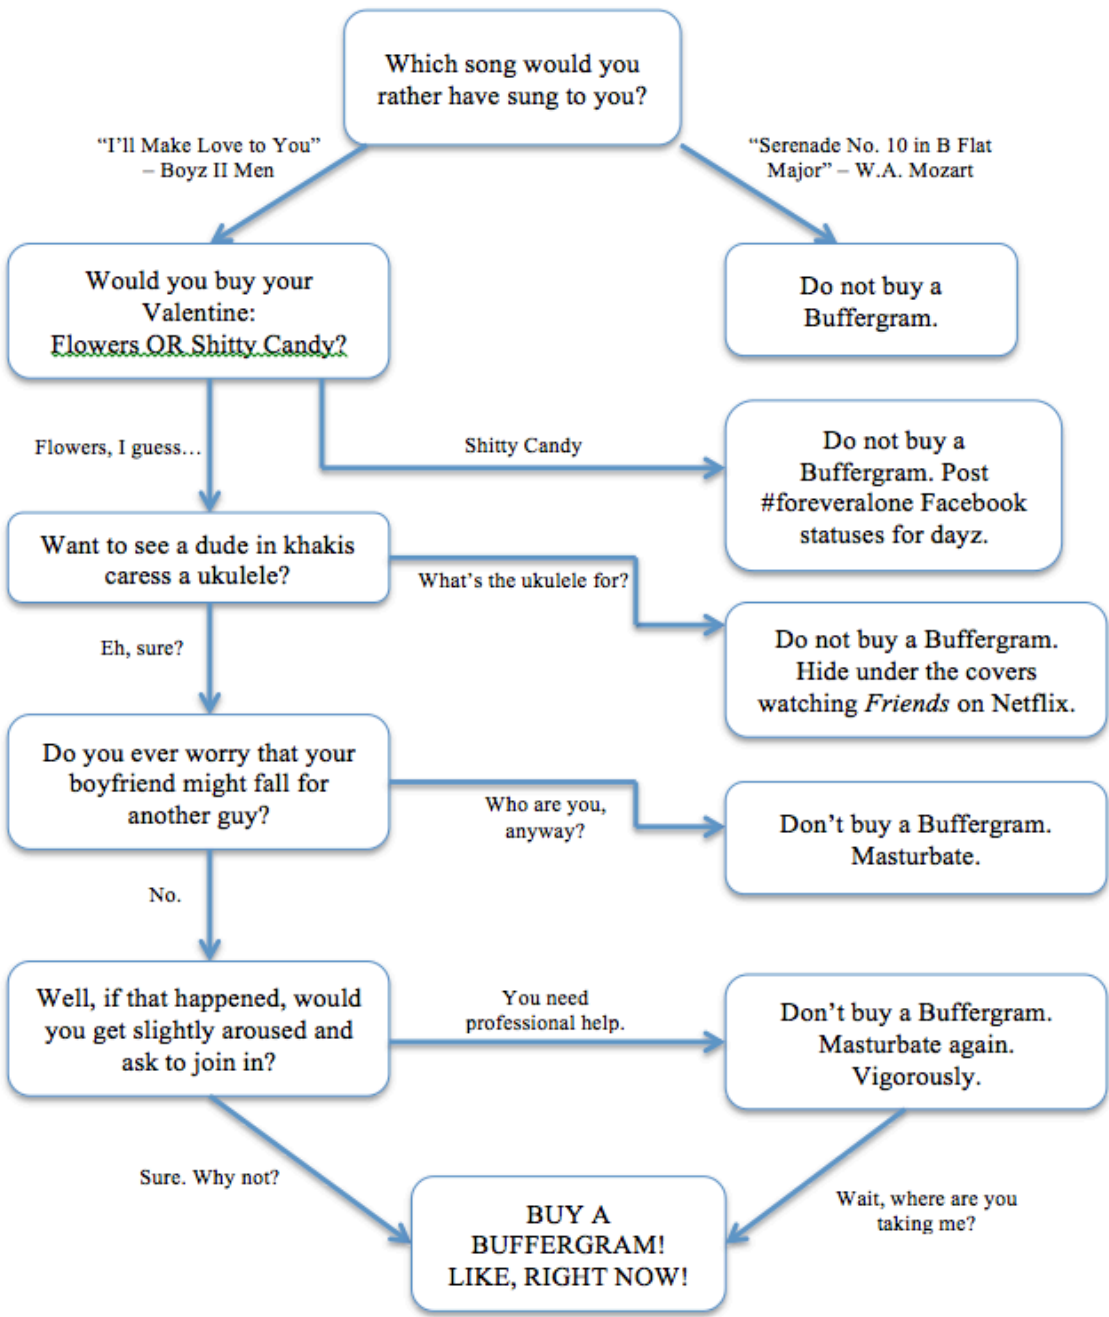 Which song would you
rather have sung to you?
“I’ll Make Love to You”
– Boyz II Men
“Serenade No. 10 in B Flat
Major” – W.A. Mozart
Would you buy your
Valentine:
Flowers OR Shitty Candy?
Do not buy a
Buffergram.
Flowers, I guess…
Shitty Candy
Do not buy a
Buffergram. Post
#foreveralone Facebook
statuses for dayz.
Want to see a dude in khakis
caress a ukulele?
What’s the ukulele for?
Do not buy a Buffergram.
Hide under the covers
watching Friends on Netflix.
Eh, sure?
Do you ever worry that your
boyfriend might fall for
another guy?
Who are you,
anyway?
Don’t buy a Buffergram.
Masturbate.
No.
Well, if that happened, would
you get slightly aroused and
ask to join in?
You need
professional help.
Don’t buy a Buffergram.
Masturbate again.
Vigorously.
Sure. Why not?
Wait, where are you
taking me?
BUY A
BUFFERGRAM!
LIKE, RIGHT NOW!